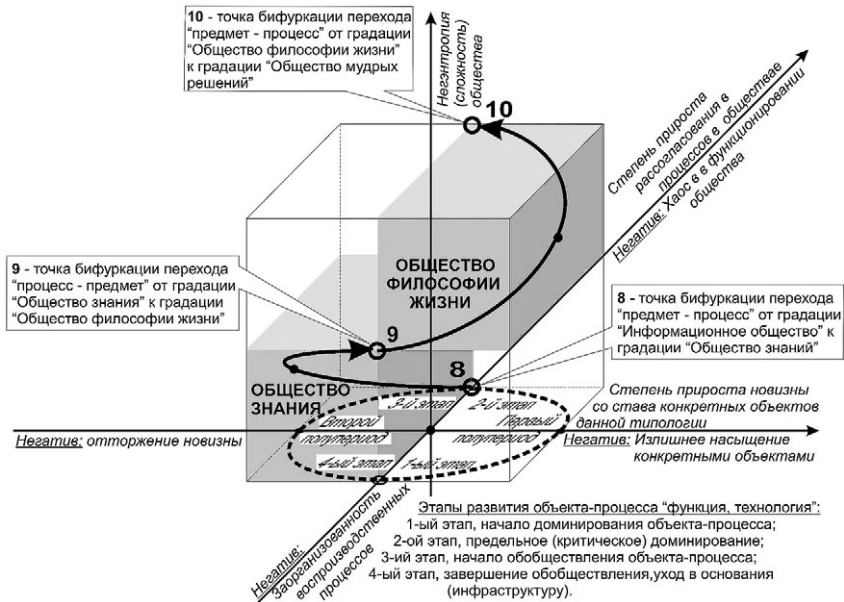 10 - точка бифуркации перехода
“предмет - процесс” от градации
“Общество философии жизни”
к градации “Общество мудрых
решений”
Негэнтропия
(сложность)
общества
10
Степень прироста
рассогласования в
процессов в обществе
Негатив: Хаос в в функционировании
общества
9 - точка бифуркации перехода
“процесс - предмет” от градации
“Общество знания” к градации
“Общество философии жизни”
ОБЩЕСТВО
ФИЛОСОФИИ
ЖИЗНИ
8 - точка бифуркации перехода
“предмет - процесс” от градации
“Информационное общество” к
градации “Общество знаний”
9
8
ОБЩЕСТВО
ЗНАНИЯ
3-ий этап
2-й этап
Второй
полупериод
Первый
полупериод
4-ый этап
1-ый этап
Степень прироста новизны
со става конкретных объектов
данной типологии
Негатив: отторжение новизны
Негатив: Излишнее насыщение
конкретными объектами
Негатив:
Заорганизованность
воспроизводственных
процессов
Этапы развития объекта-процесса “функция, технология”:
1-ый этап, начало доминирования объекта-процесса;
2-ой этап, предельное (критическое) доминирование;
3-ий этап, начало обобществления объекта-процесса;
4-ый этап, завершение обобществления,уход в основания
(инфраструктуру).